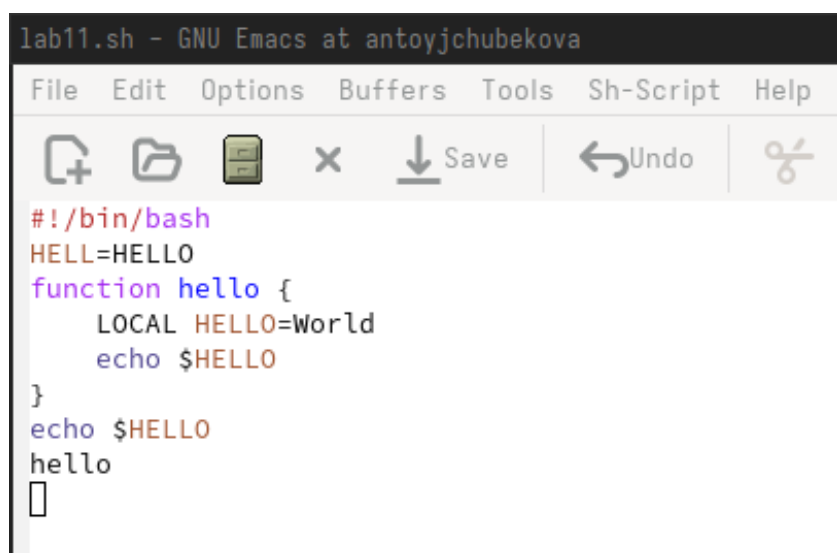 lab11.sh – GNU Emacs at antoyjchubekova
File Edit Options Buffers Tools Sh-Script Help
Save Undo
#!/bin/bash
HELL=HELLO
function hello {
    LOCAL HELLO=World
    echo $HELLO
}
echo $HELLO
hello